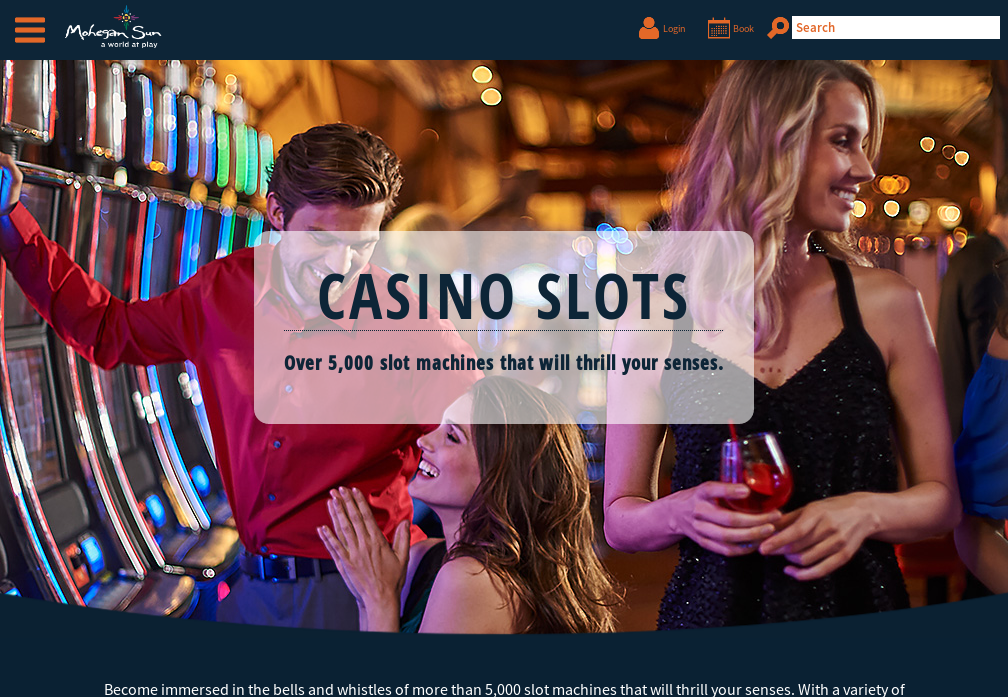 Mohegan Sun
a world at play
Login
Book
Search
CASINO SLOTS
Over 5,000 slot machines that will thrill your senses.
Become immersed in the bells and whistles of more than 5,000 slot machines that will thrill your senses. With a variety of